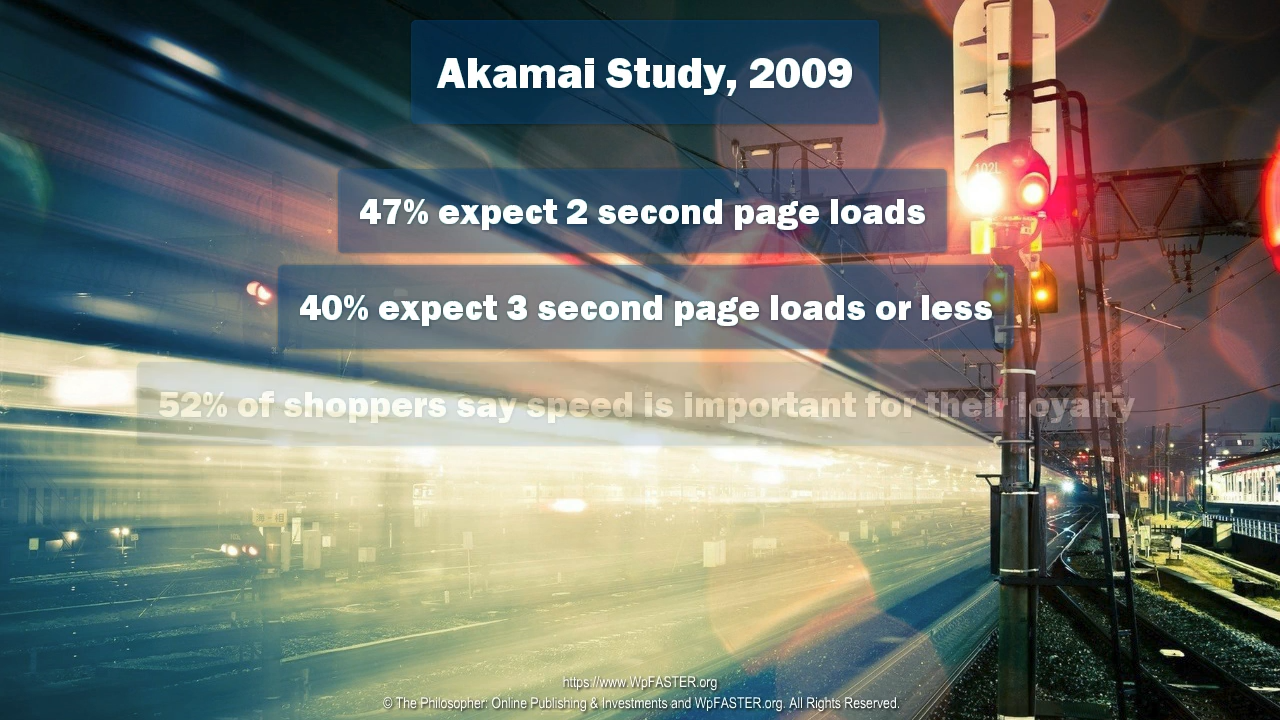 Akamai Study, 2009
102L
47% expect 2 second page loads
40% expect 3 second page loads or less
52% of shoppers say speed is important for their loyalty
https://www.WpFASTER.org
© The Philosopher: Online Publishing & Investments and WpFASTER.org. All Rights Reserved.